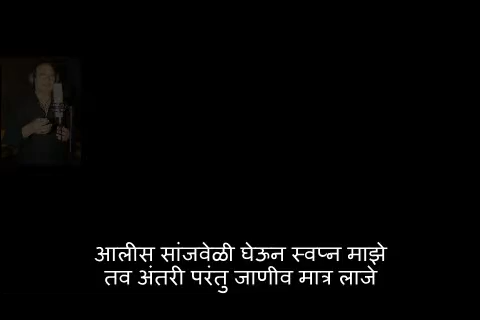 आलीस सांजवेळी घेऊन स्वप्न माझे
तव अंतरी परंतु जाणीव मात्र लाजे